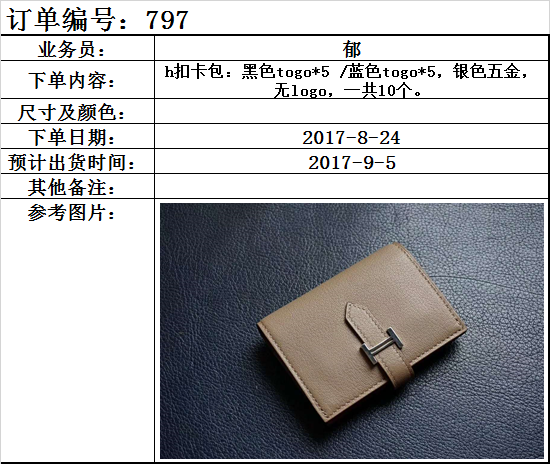 订单编号：797
业务员：
郁
下单内容：
h扣卡包：黑色togo*5 /蓝色togo*5，银色五金，
无logo，一共10个。
尺寸及颜色：
下单日期：
2017-8-24
预计出货时间：
2017-9-5
其他备注：
参考图片：